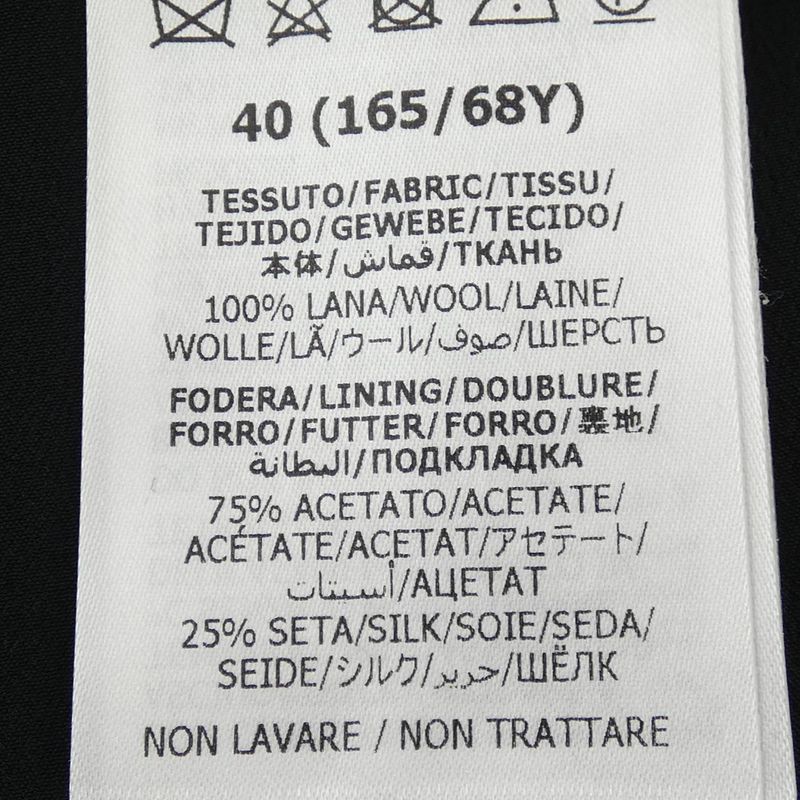 40 (165/68Y)
TESSUTO/FABRIC/TISSU/
TEJIDO/GEWEBE/TECIDO/
本体/قماش/ТКАНЬ
100% LANA/WOOL/LAINE/
WOLLE/LÃ/ウール/صوف/ШЕРСТЬ
FODERA/LINING/DOUBLURE/
FORRO/FUTTER/FORRO/裏地/
البطانة/ПОДКЛАДКА
75% ACETATO/ACETATE/
ACÉTATE/ACETAT/アセテート/
أسيتات/АЦЕТАТ
25% SETA/SILK/SOIE/SEDA/
SEIDE/シルク/حرير/ШЁЛК
NON LAVARE / NON TRATTARE